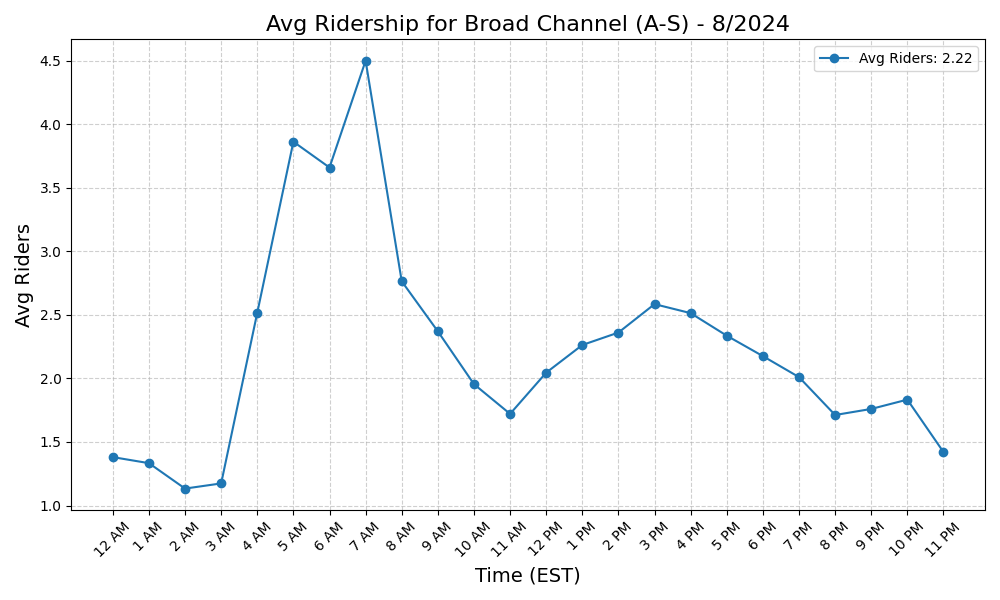 Avg Ridership for Broad Channel (A-S) - 8/2024
Avg Riders: 2.22
Avg Riders
4.5
4.0
3.5
3.0
2.5
2.0
1.5
1.0
12 AM
1 AM
2 AM
3 AM
4 AM
5 AM
6 AM
7 AM
8 AM
9 AM
10 AM
11 AM
12 PM
1 PM
2 PM
3 PM
4 PM
5 PM
6 PM
7 PM
8 PM
9 PM
10 PM
11 PM
Time (EST)